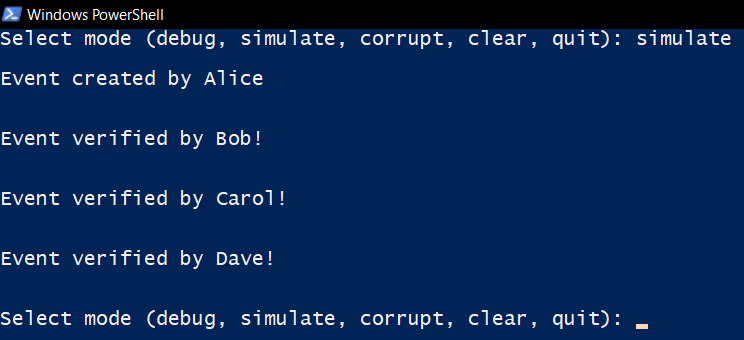 Windows PowerShell
Select mode (debug, simulate, corrupt, clear, quit): simulate
Event created by Alice
Event verified by Bob!
Event verified by Carol!
Event verified by Dave!
Select mode (debug, simulate, corrupt, clear, quit):